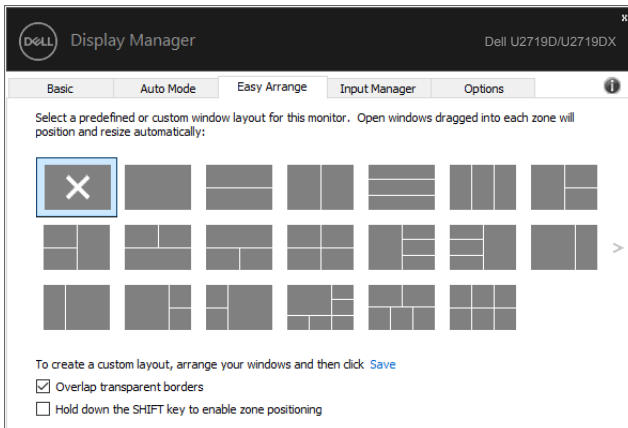 x
DELL Display Manager Dell U2719D/U2719DX
Basic Auto Mode Easy Arrange Input Manager Options i
Select a predefined or custom window layout for this monitor. Open windows dragged into each zone will
position and resize automatically:
>
To create a custom layout, arrange your windows and then click Save
Overlap transparent borders
Hold down the SHIFT key to enable zone positioning